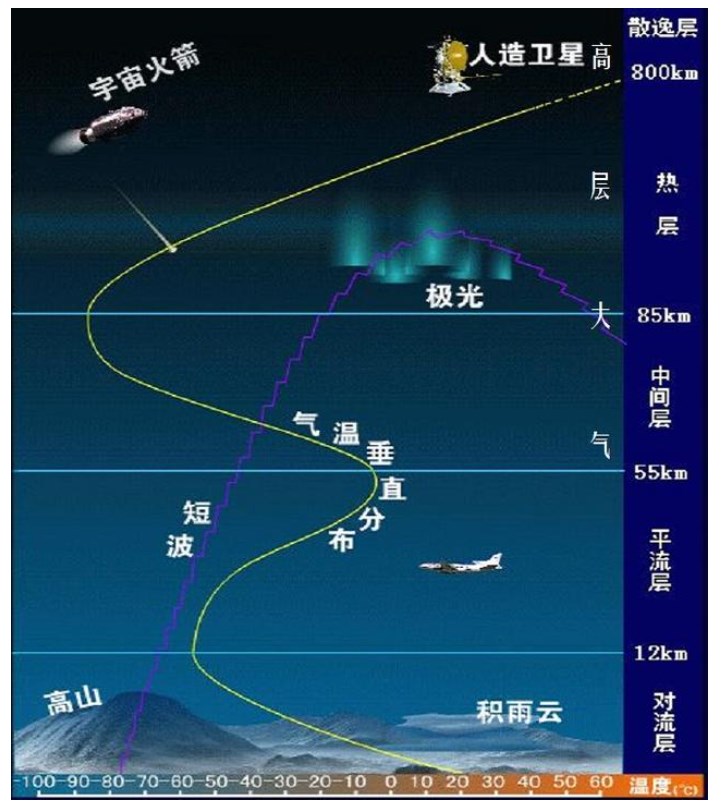 散逸层
人造卫星
宇宙火箭
800km
高层大气
热层
极光
85km
中间层
气温垂直分布
55km
短波
平流层
12km
高山
积雨云
对流层
-100-90-80-70-60-50-40-30-20-10 0 10 20 30 40 50 60 温度(℃)